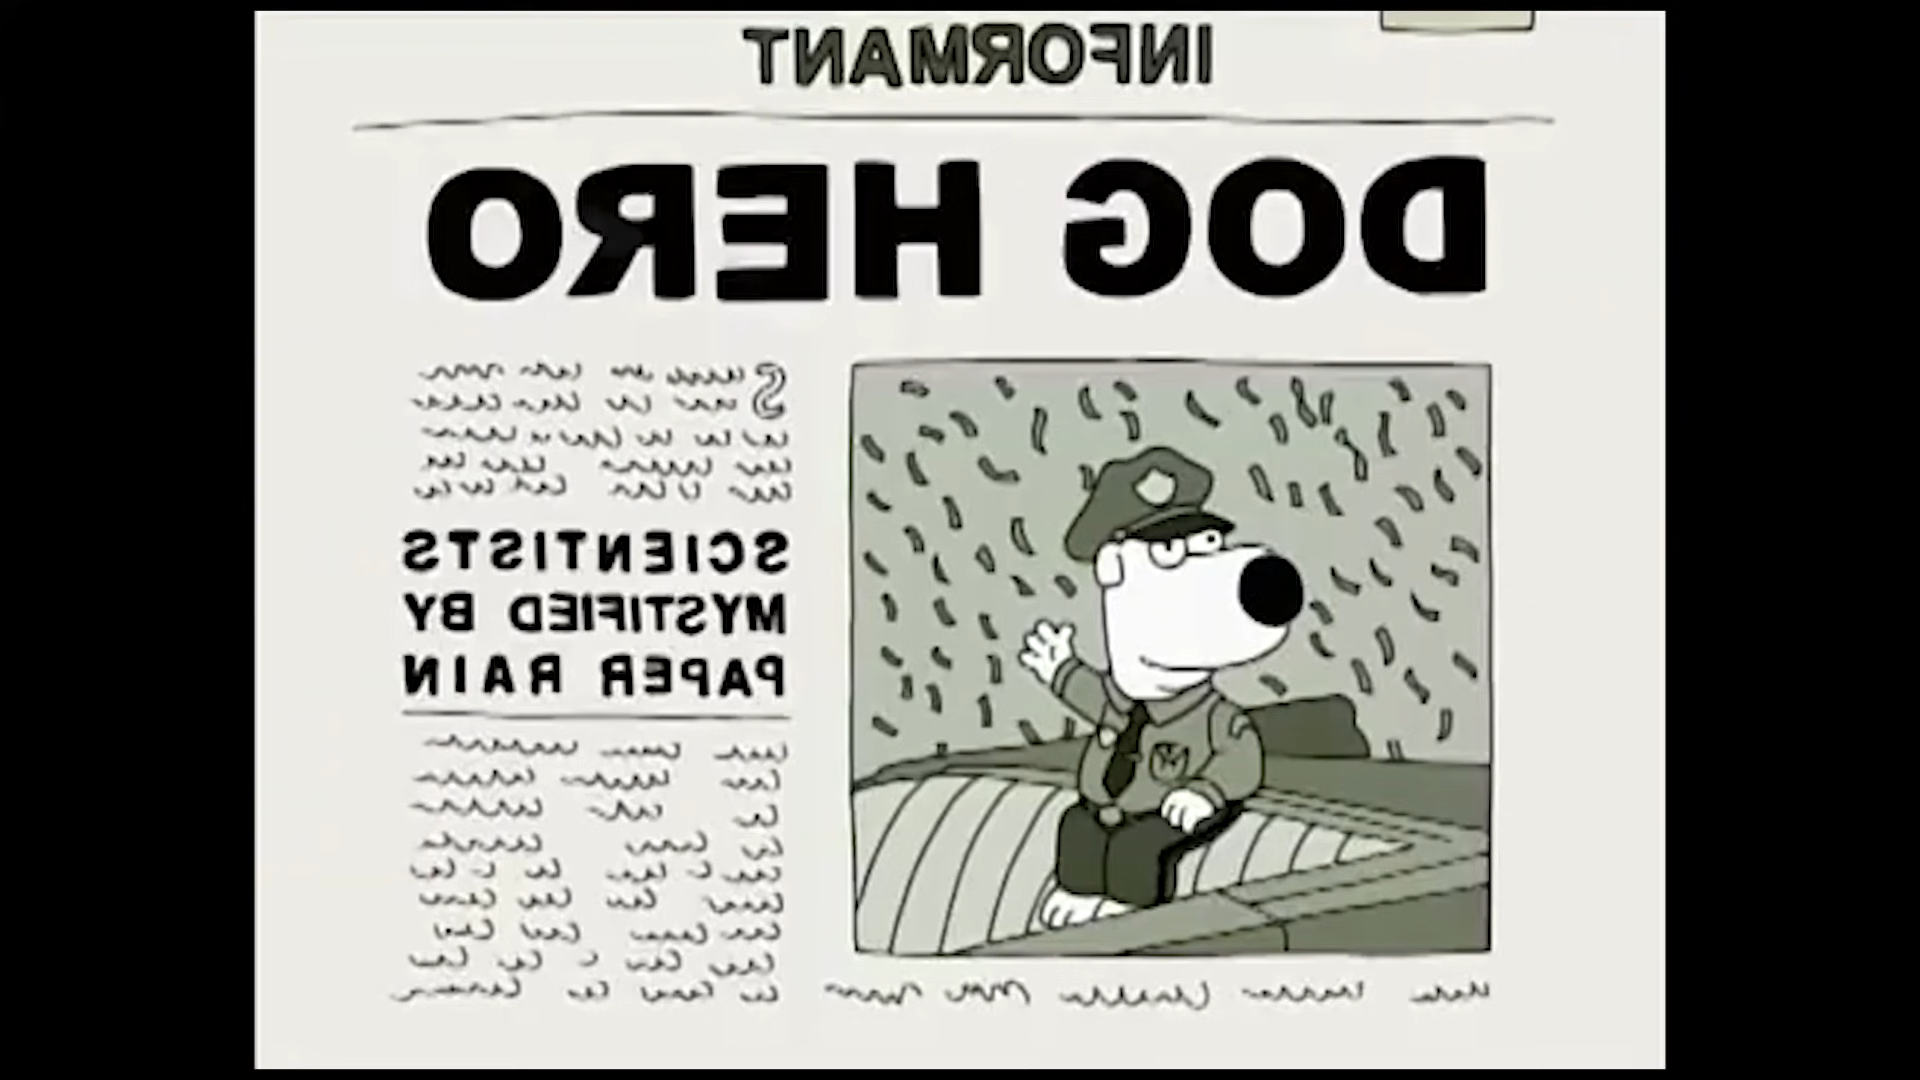 INFORMANT
DOG HERO
S
SCIENTISTS
MYSTIFIED BY
PAPER RAIN